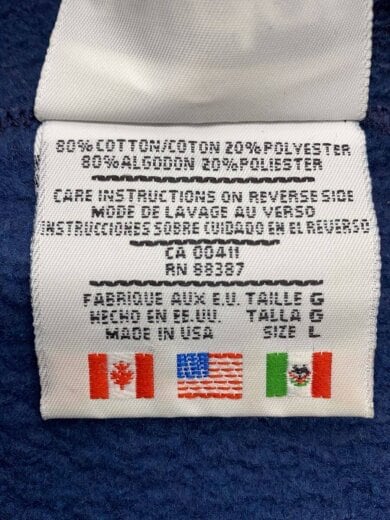 80% COTTON/COTON 20% POLYESTER
80% ALGODON 20% POLIESTER
CARE INSTRUCTIONS ON REVERSE SIDE
MODE DE LAVAGE AU VERSO
INSTRUCCIONES SOBRE CUIDADO EN EL REVERSO
CA 00411
RN 88387
FABRIQUE AUX E.U. TAILLE G
HECHO EN EE.UU. TALLA G
MADE IN USA SIZE L